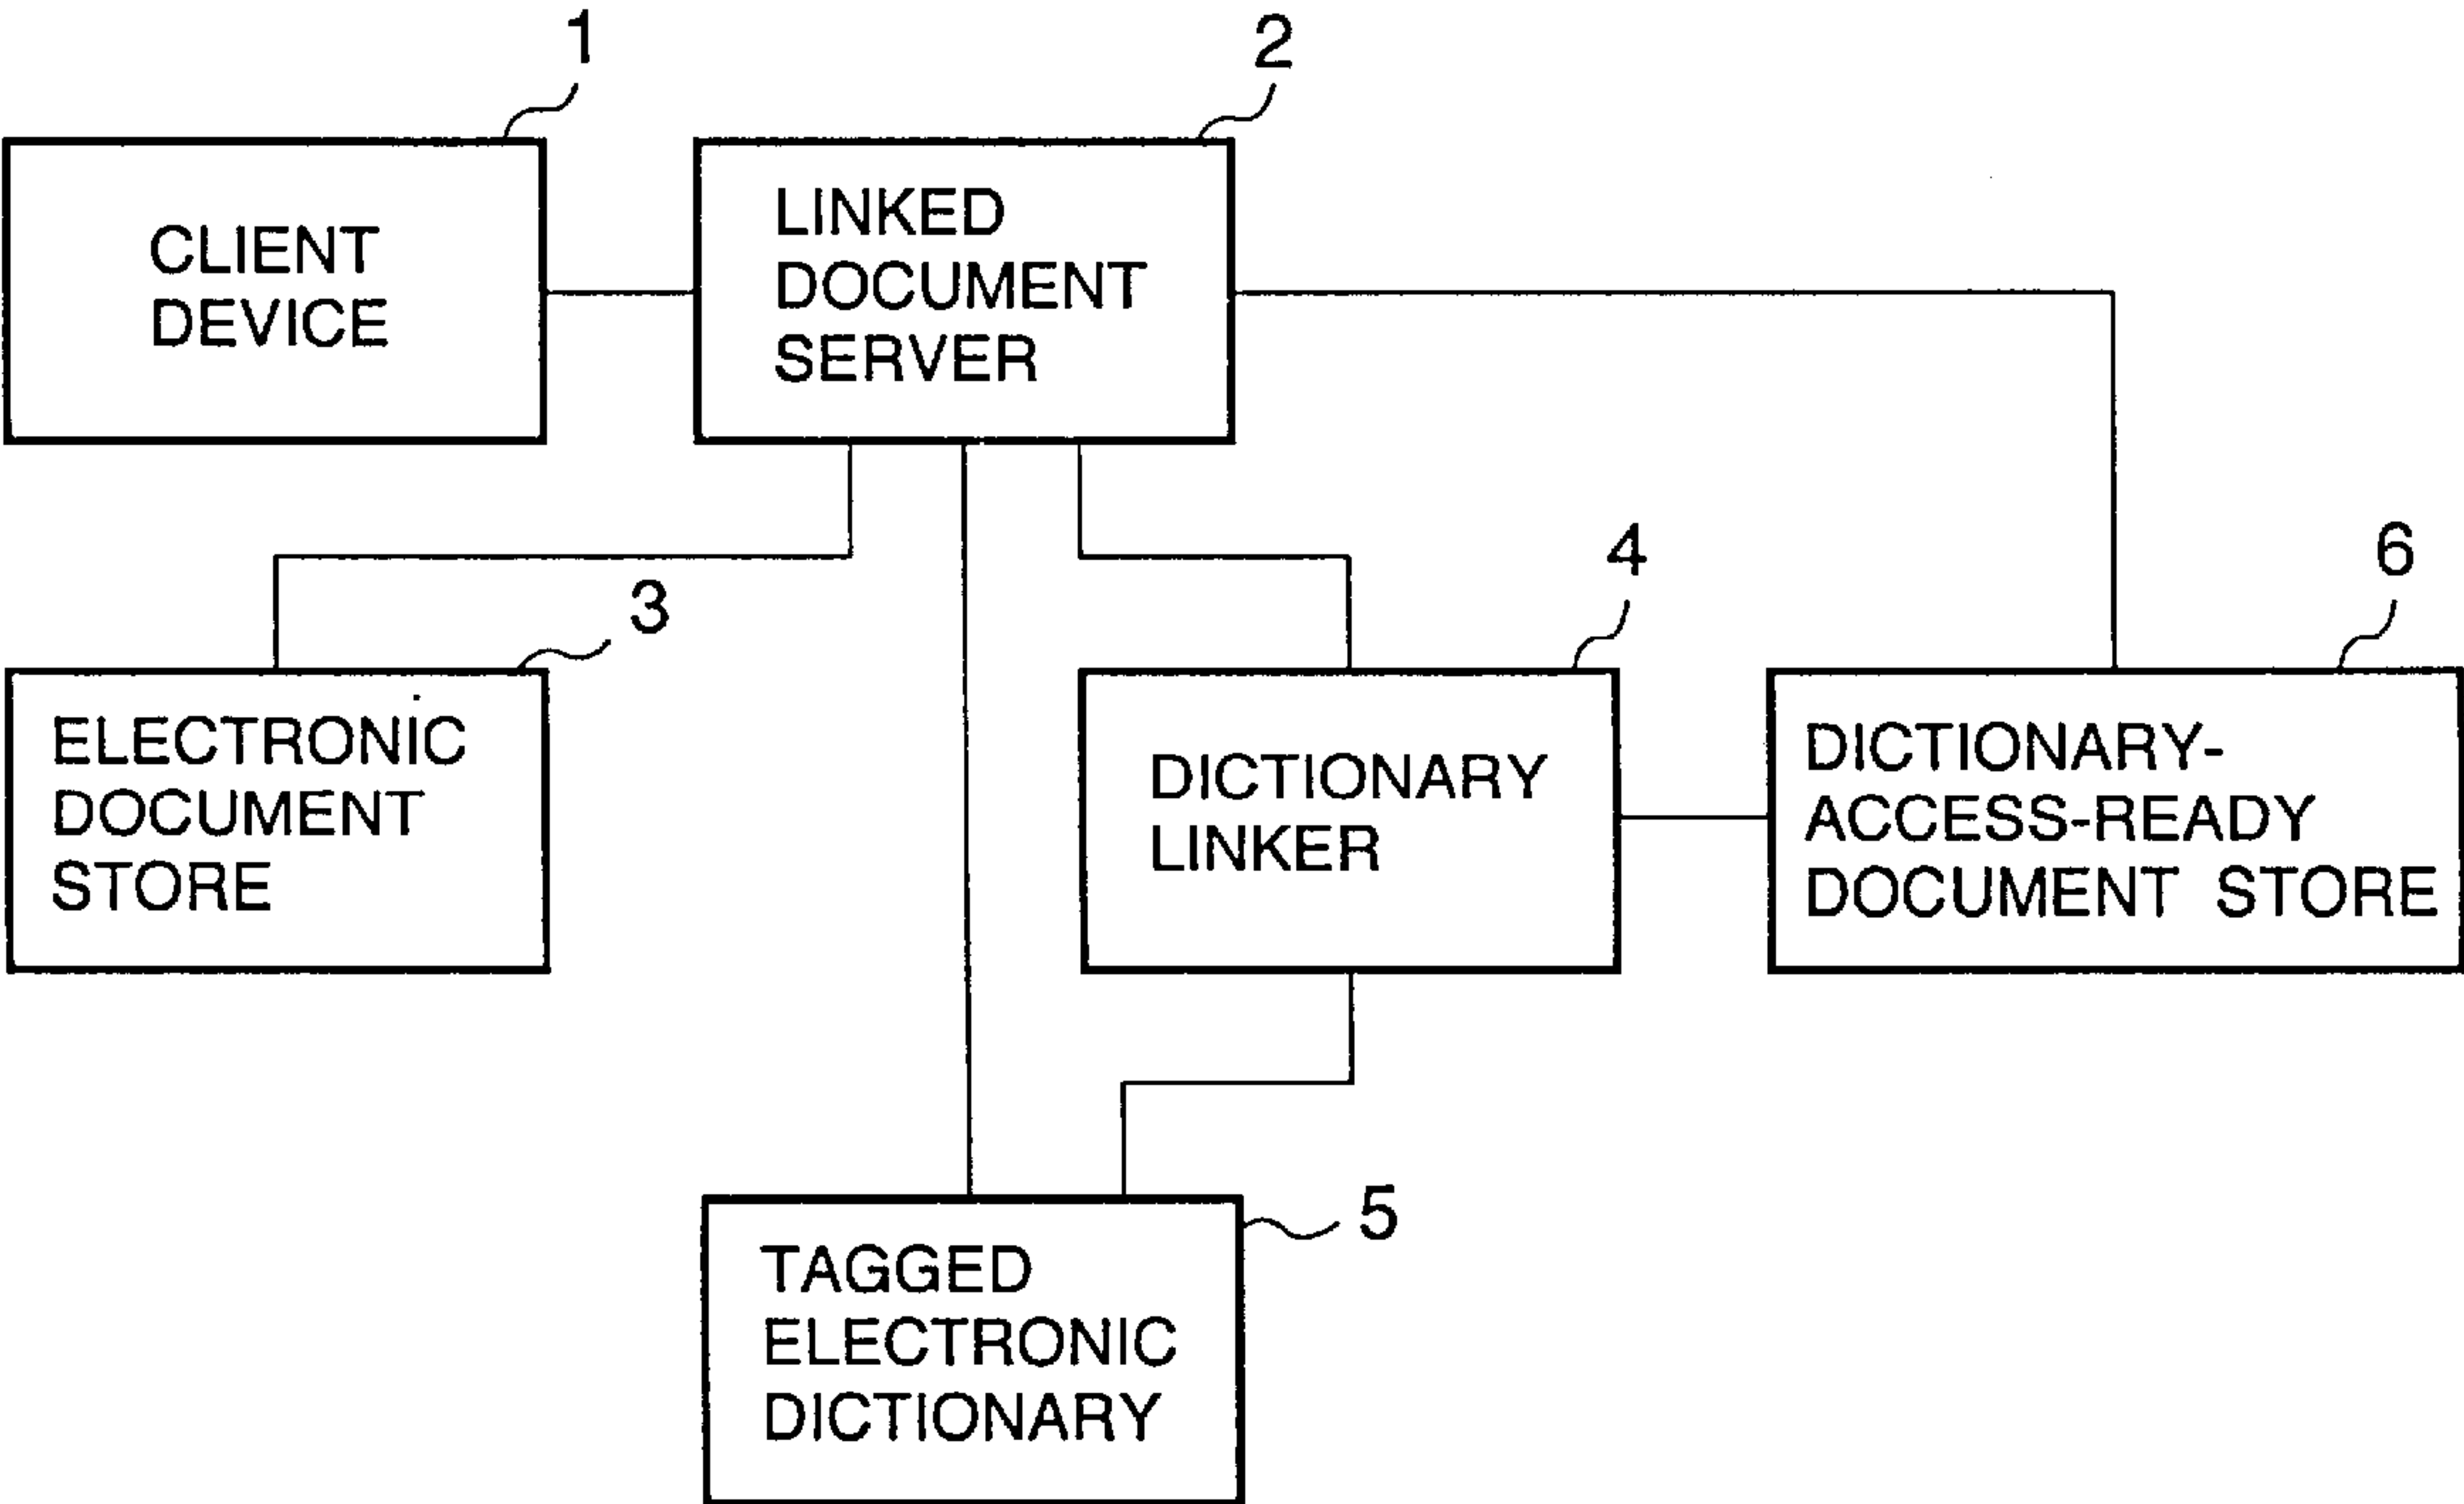 1
2
CLIENT
DEVICE
LINKED
DOCUMENT
SERVER
3
4
6
ELECTRONIC
DOCUMENT
STORE
DICTIONARY
LINKER
DICTIONARY-
ACCESS-READY
DOCUMENT STORE
5
TAGGED
ELECTRONIC
DICTIONARY